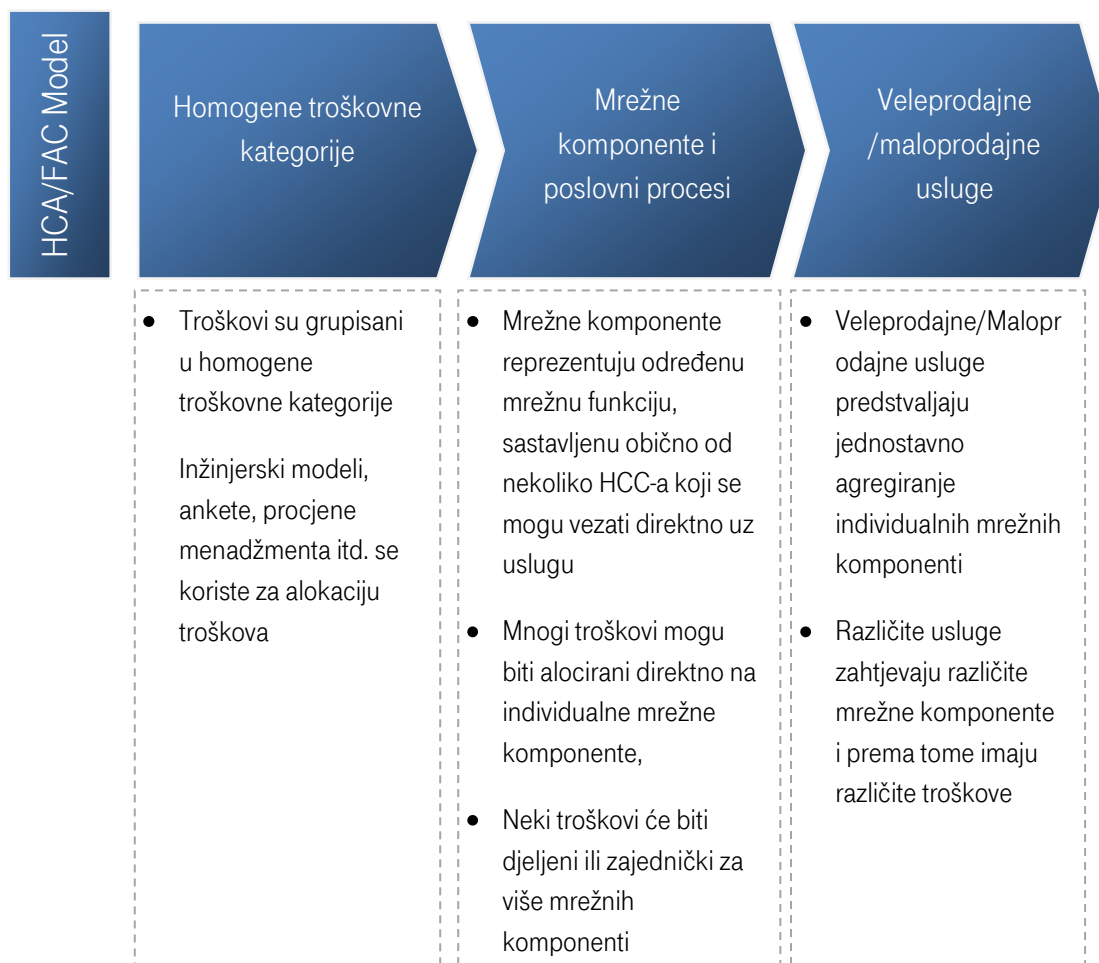 HCA/FAC Model
Homogene troškovne
kategorije
Mrežne
komponente i
poslovni procesi
Veleprodajne
/maloprodajne
usluge
● Troškovi su grupisani
u homogene
troškovne kategorije
Inžinjerski modeli,
ankete, procjene
menadžmenta itd. se
koriste za alokaciju
troškova
● Mrežne komponente
reprezentuju određenu
mrežnu funkciju,
sastavljenu obično od
nekoliko HCC-a koji se
mogu vezati direktno uz
uslugu
● Mnogi troškovi mogu
biti alocirani direktno na
individualne mrežne
komponente,
● Neki troškovi će biti
djeljeni ili zajednički za
više mrežnih
komponenti
● Veleprodajne/Malopr
odajne usluge
predstvaljaju
jednostavno
agregiranje
individualnih mrežnih
komponenti
● Različite usluge
zahtjevaju različite
mrežne komponente
i prema tome imaju
različite troškove